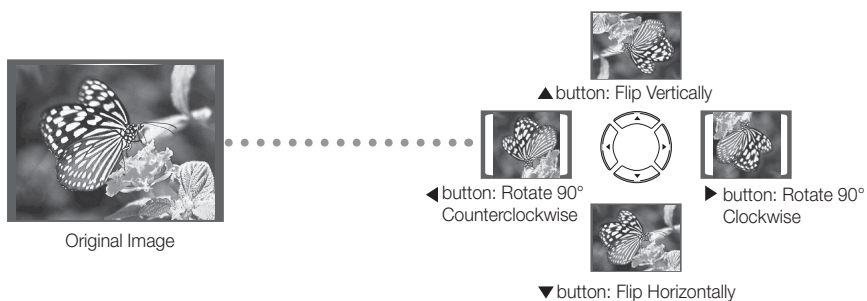 ▲ button: Flip Vertically
◀ button: Rotate 90°
Counterclockwise
▶ button: Rotate 90°
Clockwise
Original Image
▼ button: Flip Horizontally